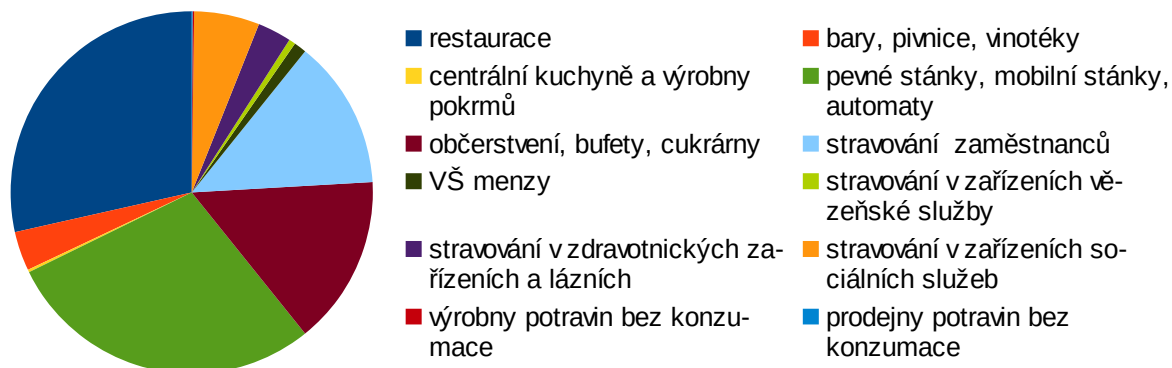 restaurace
bary, pivnice, vinotéky
centrální kuchyně a výrobny
pokrmů
pevné stánky, mobilní stánky,
automaty
občerstvení, bufety, cukrárny
stravování  zaměstnanců
VŠ menzy
stravování v zařízeních vě-
zeňské služby
stravování v zdravotnických za-
řízeních a lázních
stravování v zařízeních so-
ciálních služeb
výrobny potravin bez konzu-
mace
prodejny potravin bez
konzumace